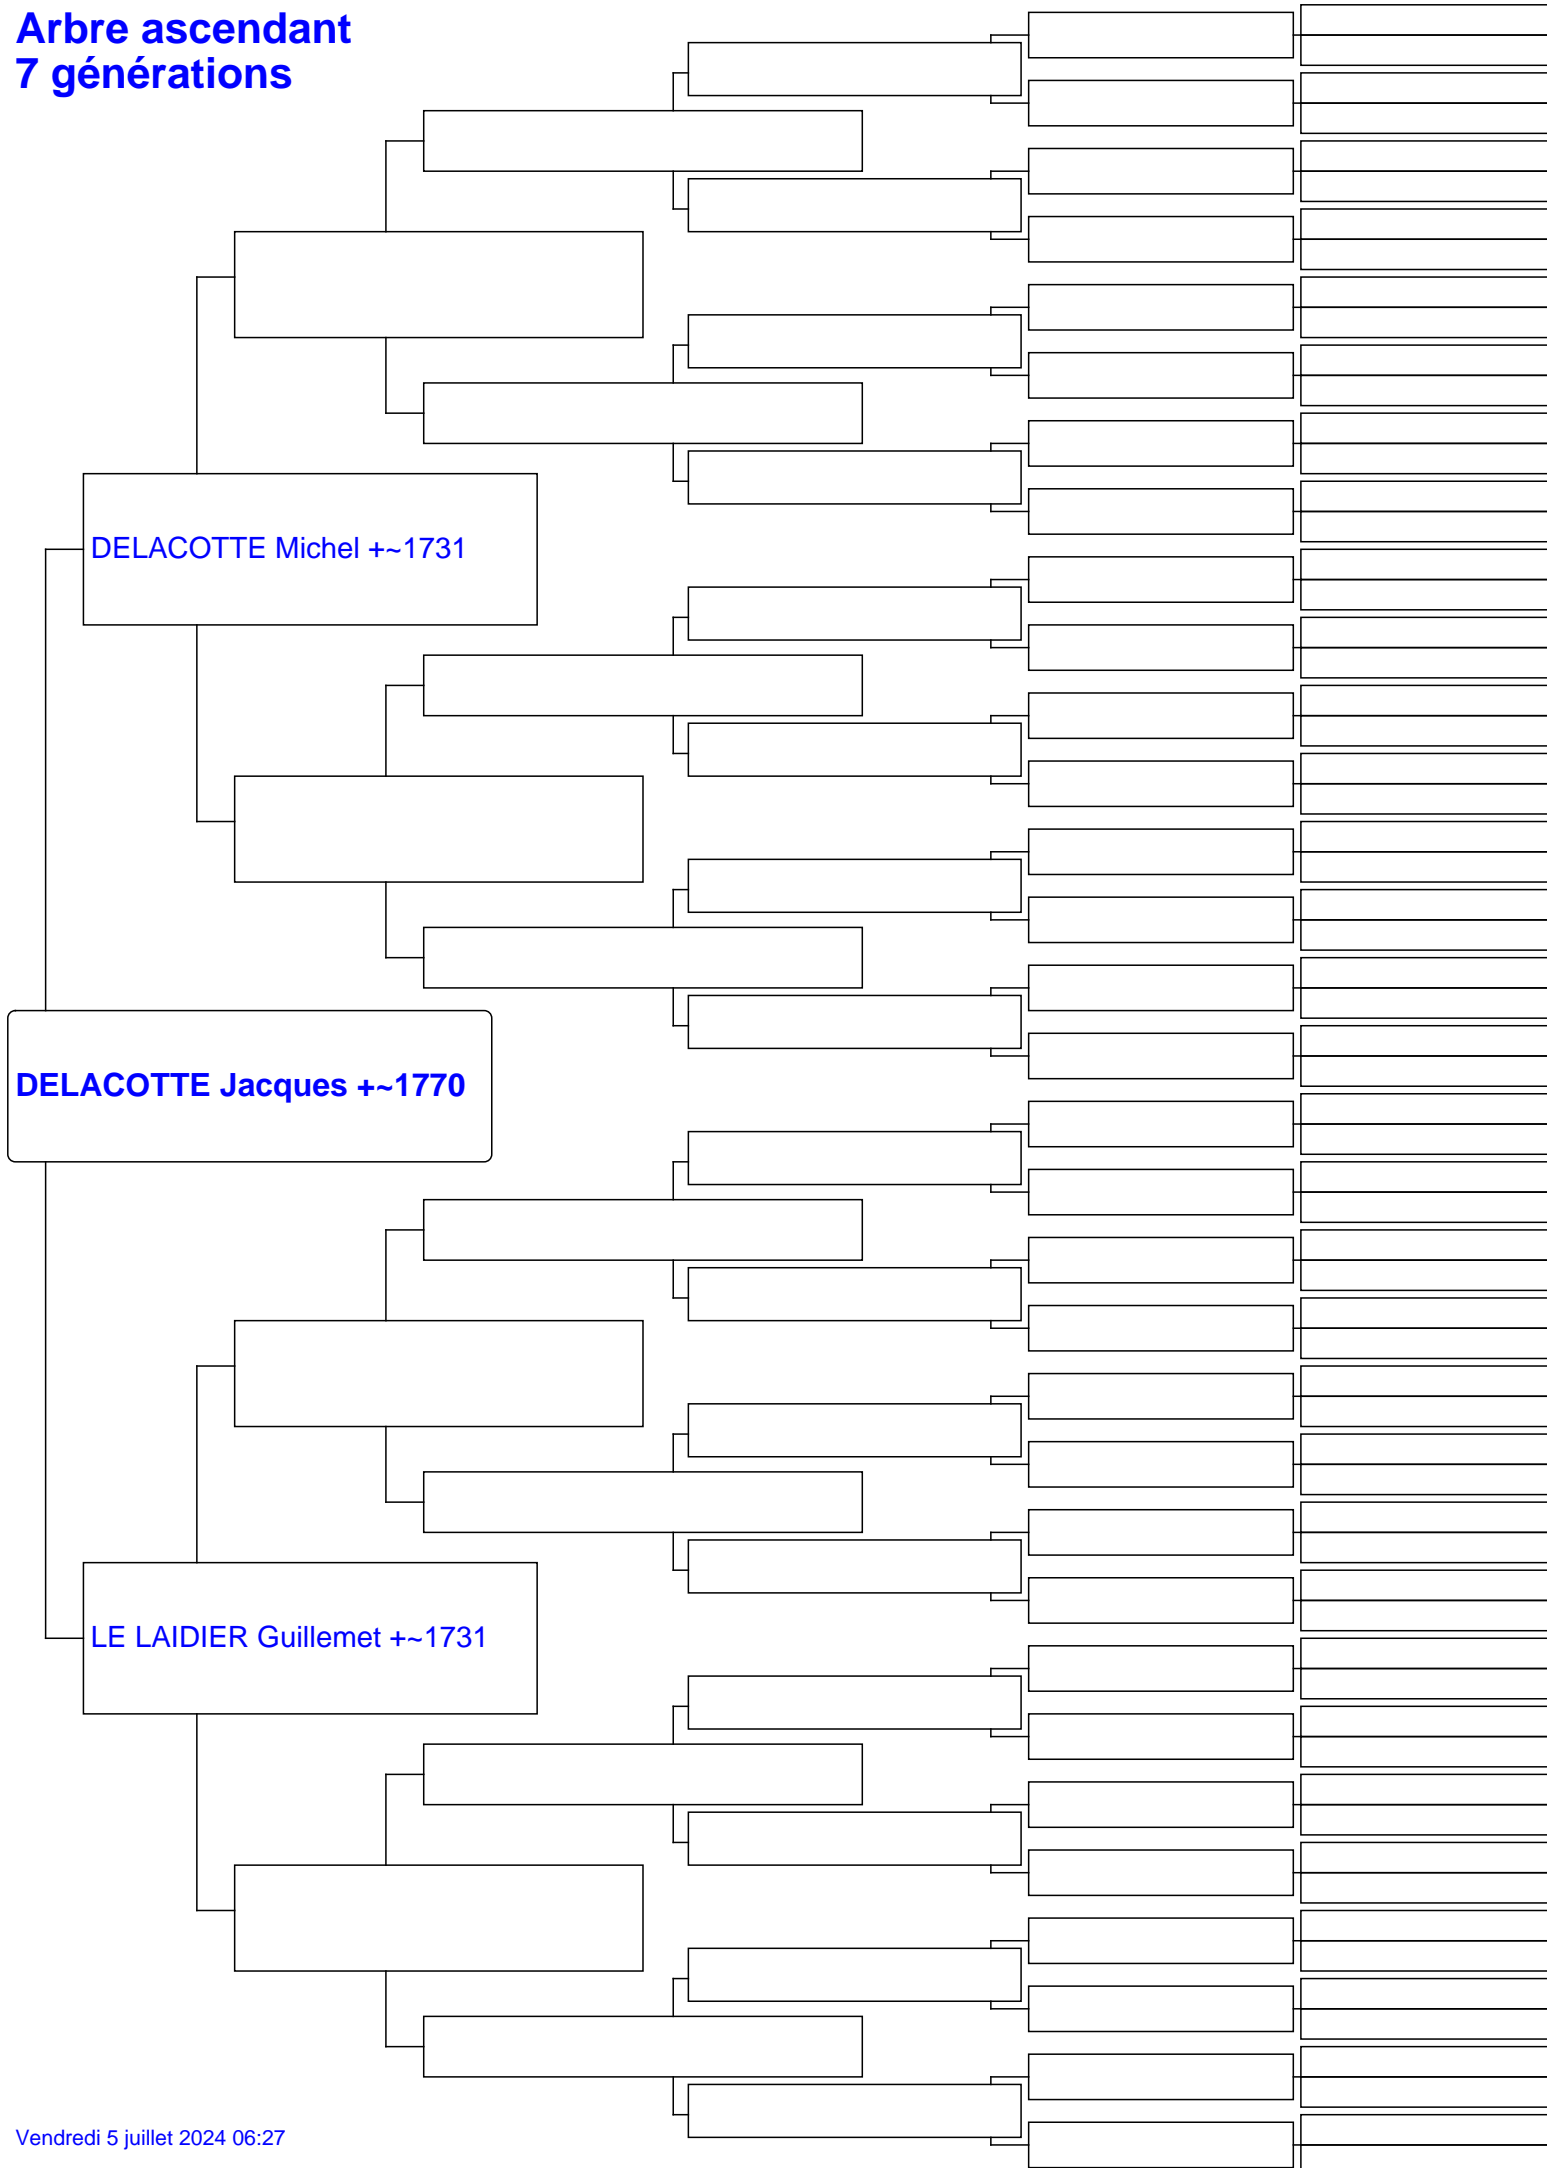 Arbre ascendant
7 générations
DELACOTTE Michel +~1731
DELACOTTE Jacques +~1770
LE LAIDIER Guillemet +~1731
Vendredi 5 juillet 2024 06:27